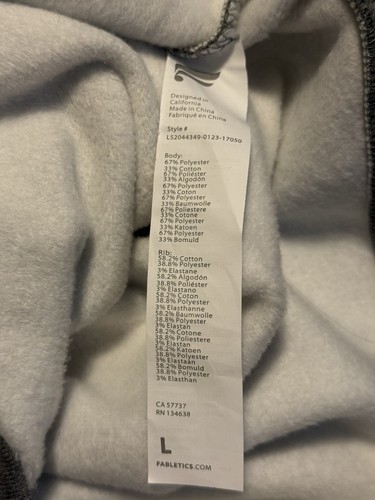 Designed in
California
Made in China
Fabriqué en China
Style #
LS2044349-0123-17050
Body:
67% Polyester
33% Cotton
67% Poliéster
33% Algodón
67% Polyester
33% Coton
67% Polyester
33% Baumwolle
67% Poliestere
33% Cotone
67% Polyester
33% Katoen
67% Polyester
33% Bomuld
Rib:
58.2% Cotton
38.8% Polyester
3% Elastane
58.2% Algodón
38.8% Poliéster
3% Elastano
58.2% Coton
38.8% Polyester
3% Elasthanne
58.2% Baumwolle
38.8% Polyester
3% Elastan
58.2% Cotone
38.8% Poliestere
3% Elastan
58.2% Katoen
38.8% Polyester
3% Elastaan
58.2% Bomuld
38.8% Polyester
3% Elasthan
CA 57737
RN 134638
L
FABLETICS.COM